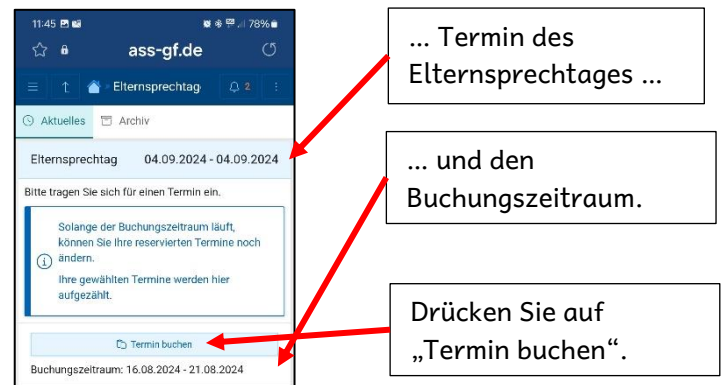 11:45 78%
ass-gf.de
Elternsprechtag 2
Aktuelles Archiv
Elternsprechtag 04.09.2024 - 04.09.2024
Bitte tragen Sie sich für einen Termin ein.
Solange der Buchungszeitraum läuft,
können Sie Ihre reservierten Termine noch
ändern.
Ihre gewählten Termine werden hier
aufgezählt.
Termin buchen
Buchungszeitraum: 16.08.2024 - 21.08.2024
... Termin des
Elternsprechtages ...
... und den
Buchungszeitraum.
Drücken Sie auf
„Termin buchen“.